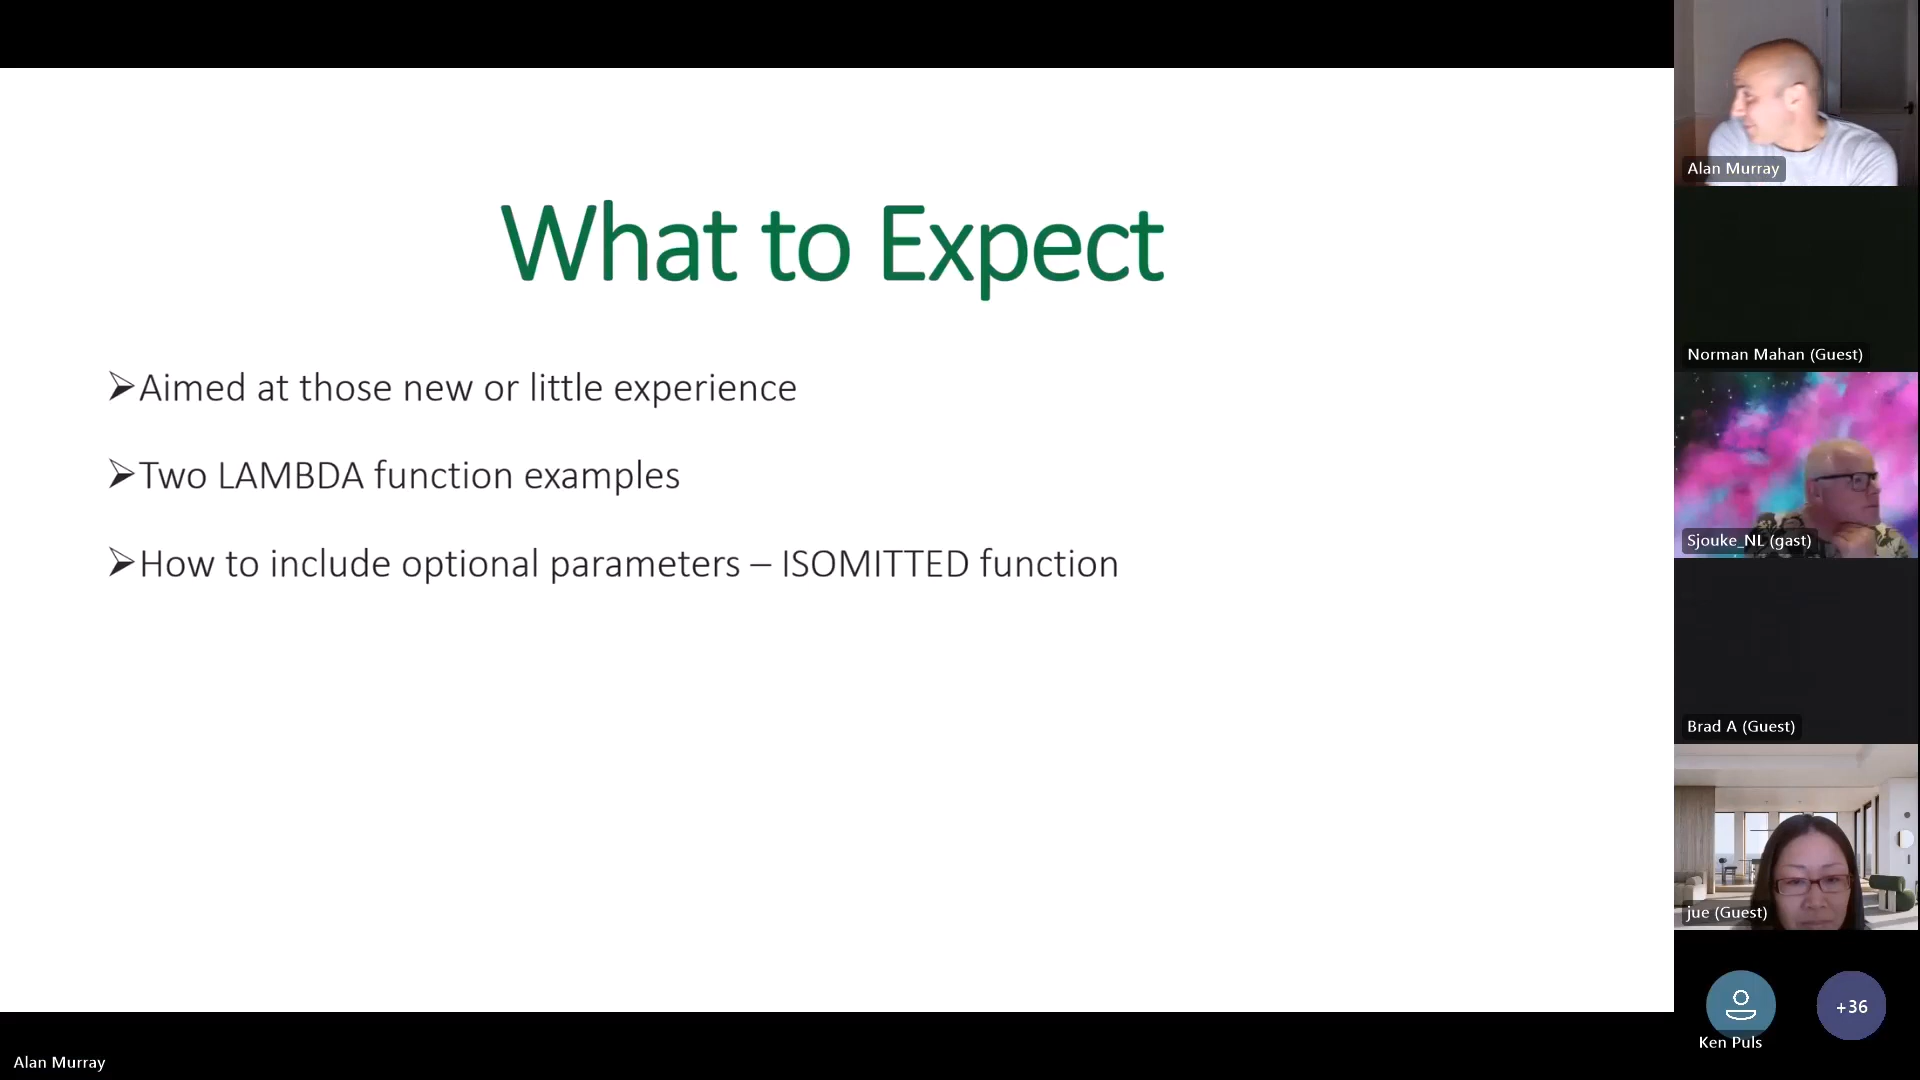 What to Expect
➢Aimed at those new or little experience
➢Two LAMBDA function examples
➢How to include optional parameters – ISOMITTED function
Alan Murray
Norman Mahan (Guest)
Sjouke_NL (gast)
Brad A (Guest)
jue (Guest)
Ken Puls
+36
Alan Murray